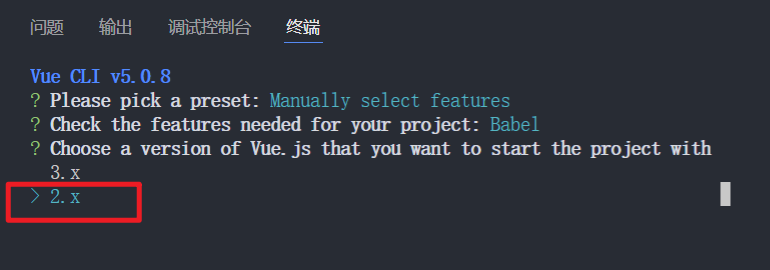 问题 输出 调试控制台 终端
Vue CLI v5.0.8
? Please pick a preset: Manually select features
? Check the features needed for your project: Babel
? Choose a version of Vue.js that you want to start the project with
3.x
> 2.x